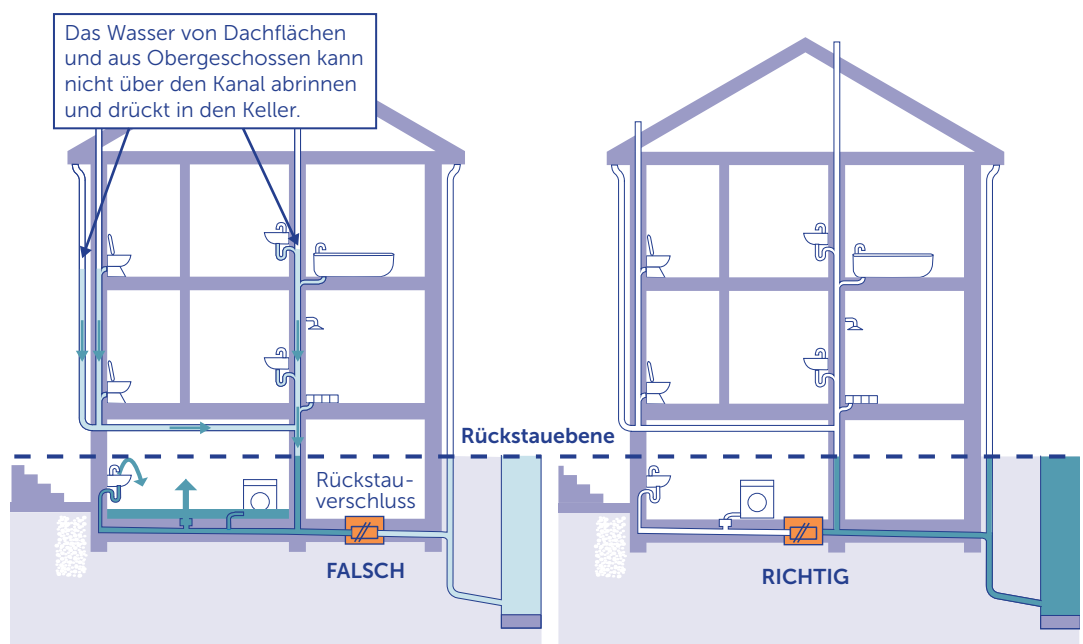 Das Wasser von Dachflächen
und aus Obergeschossen kann
nicht über den Kanal abrinnen
und drückt in den Keller.
Rückstauebene
Rückstau-
verschluss
FALSCH
RICHTIG